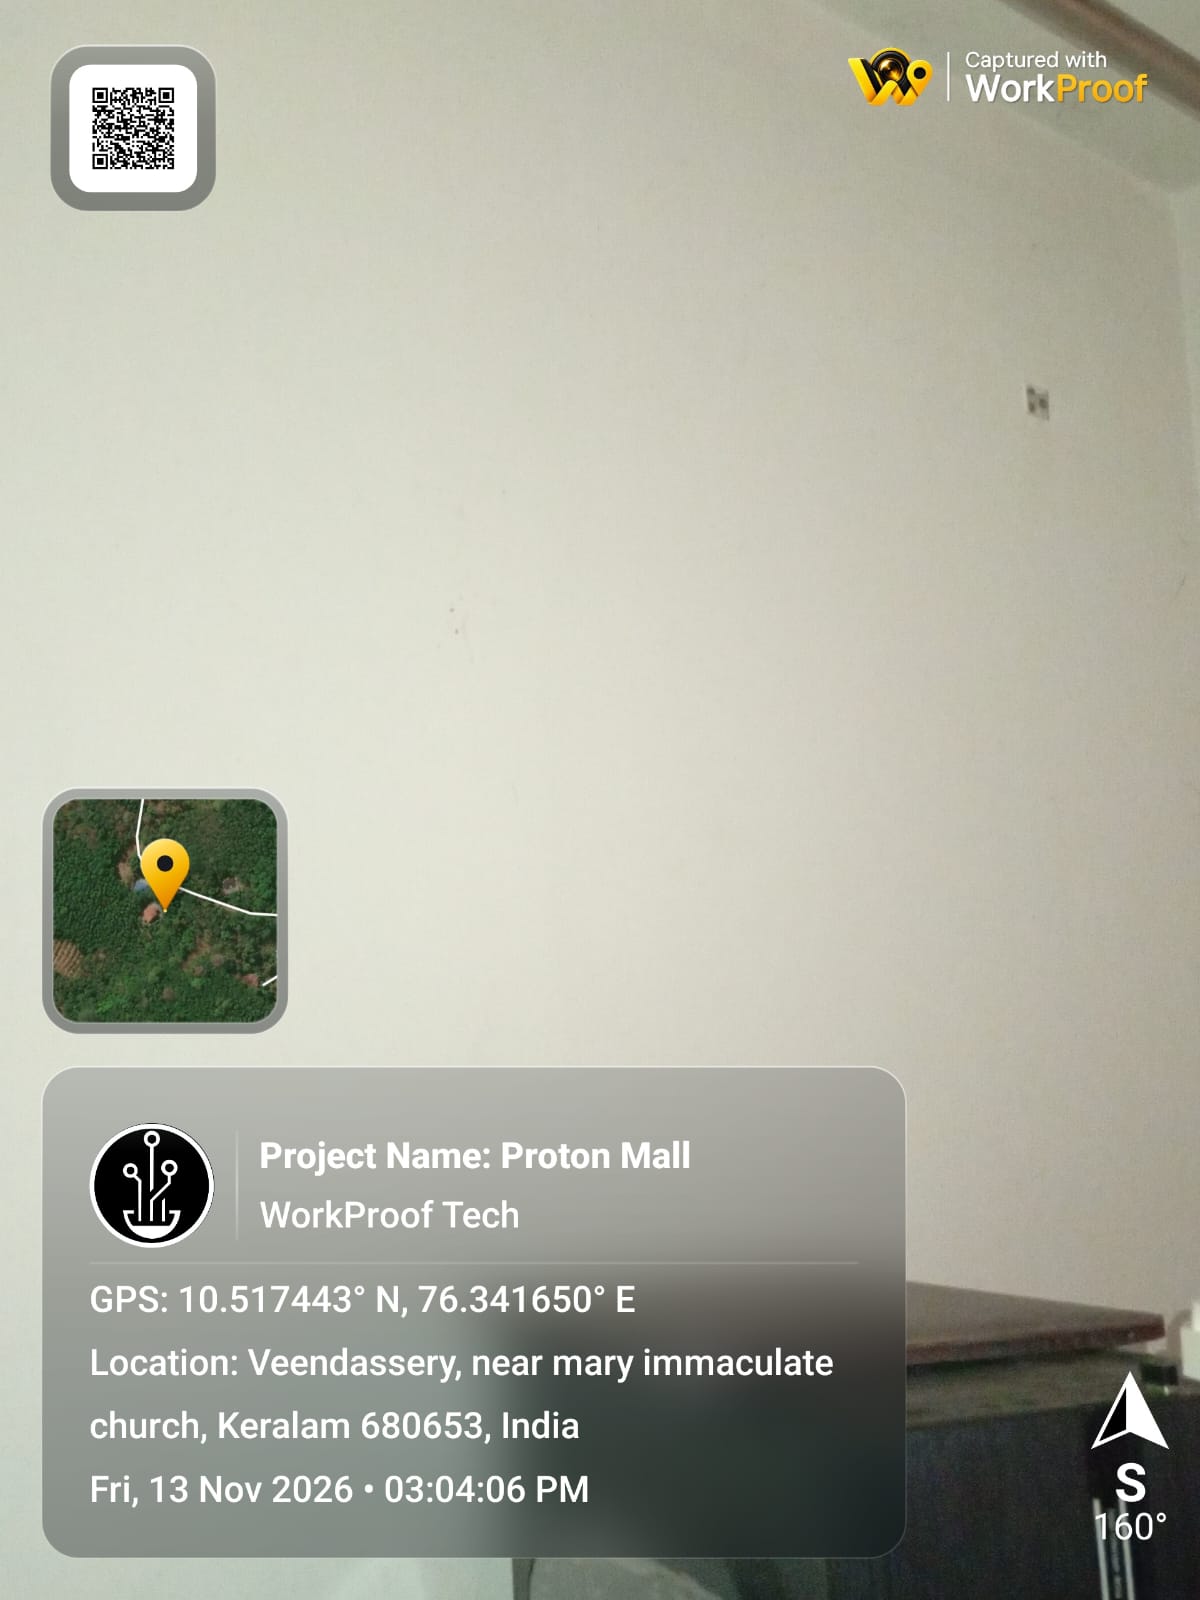 Captured with
WorkProof
Project Name: Proton Mall
WorkProof Tech
GPS: 10.517443° N, 76.341650° E
Location: Veendassery, near mary immaculate
church, Keralam 680653, India
Fri, 13 Nov 2026 • 03:04:06 PM
S
160°